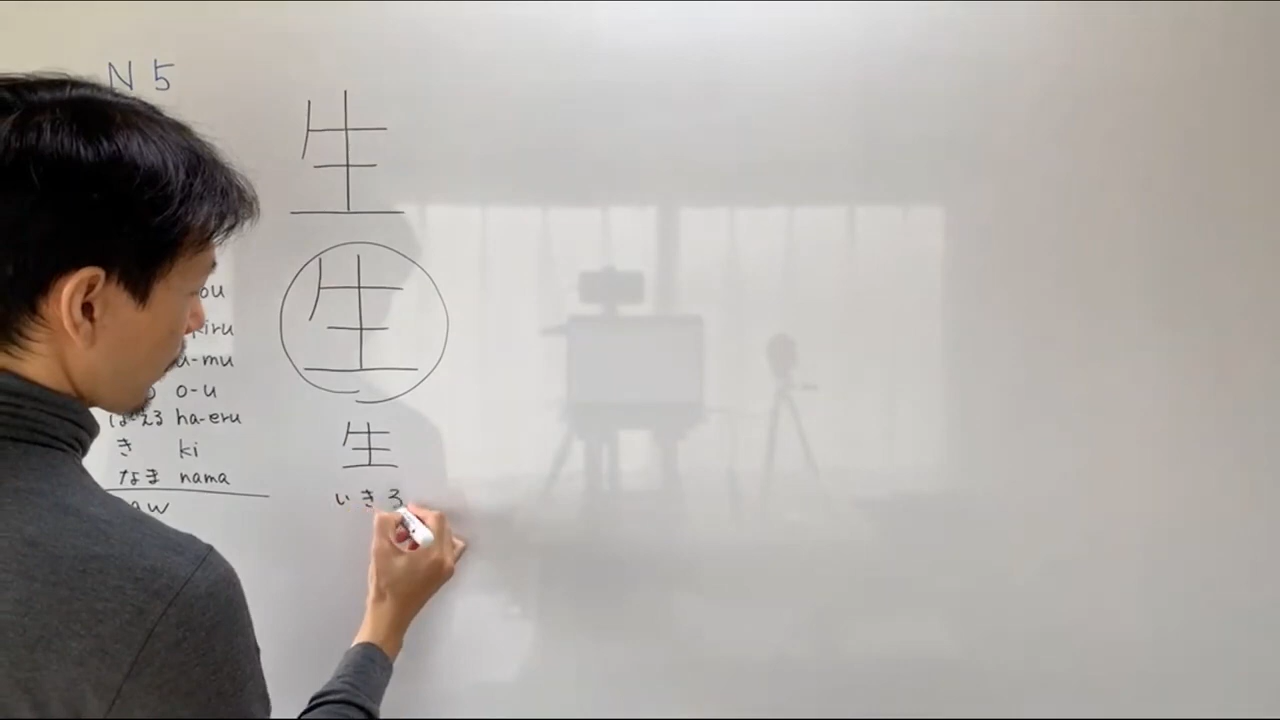 N5
生
生
ou
kiru
u-mu
o-u
は-える ha-eru
き ki
なま nama
aw
生
いきる